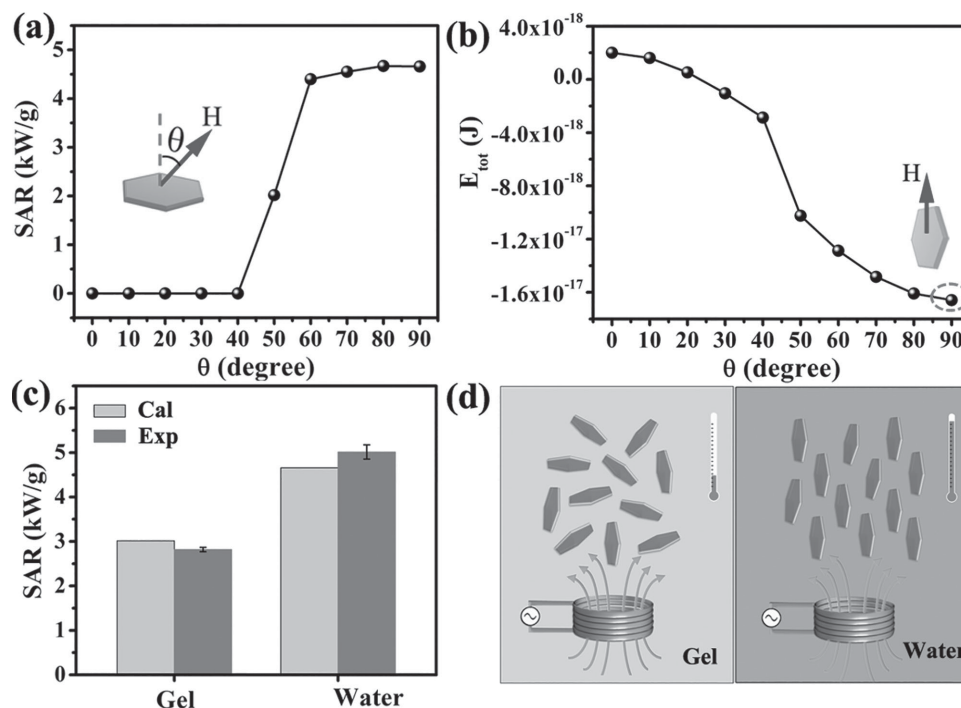 (a)
SAR (kW/g)
5
4
3
2
1
0
H
θ
0 10 20 30 40 50 60 70 80 90
θ (degree)
(b)
E_tot (J)
4.0x10⁻¹⁸
0.0
-4.0x10⁻¹⁸
-8.0x10⁻¹⁸
-1.2x10⁻¹⁷
-1.6x10⁻¹⁷
H
0 10 20 30 40 50 60 70 80 90
θ (degree)
(c)
SAR (kW/g)
6
5
4
3
2
1
0
Cal
Exp
Gel Water
(d)
Gel
Water